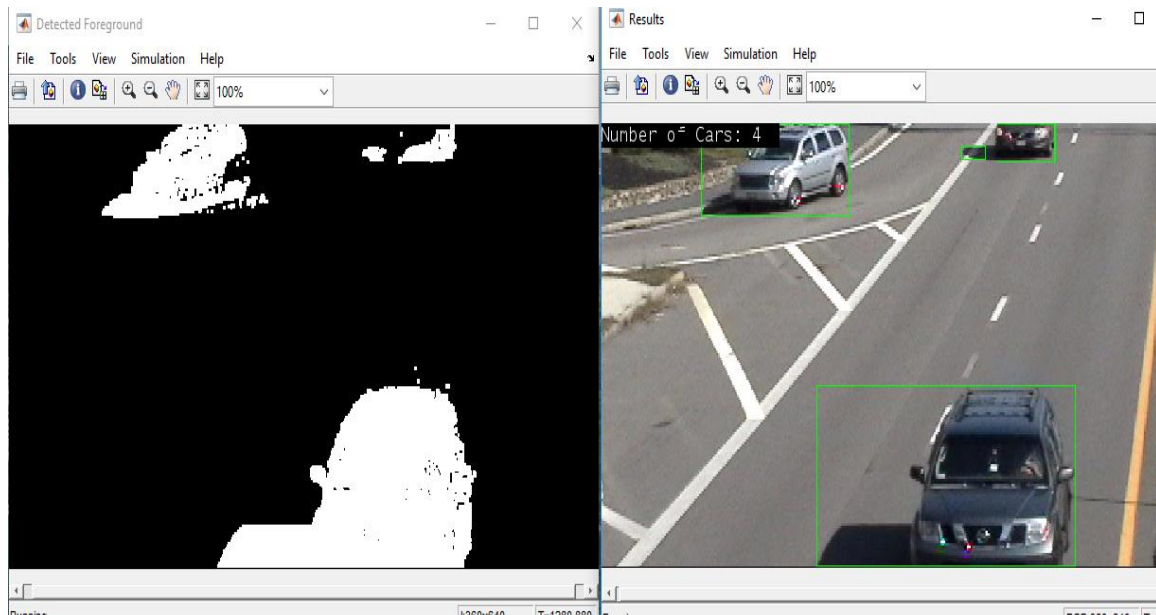 Detected Foreground
File Tools View Simulation Help
100%
Results
File Tools View Simulation Help
100%
Number of Cars: 4